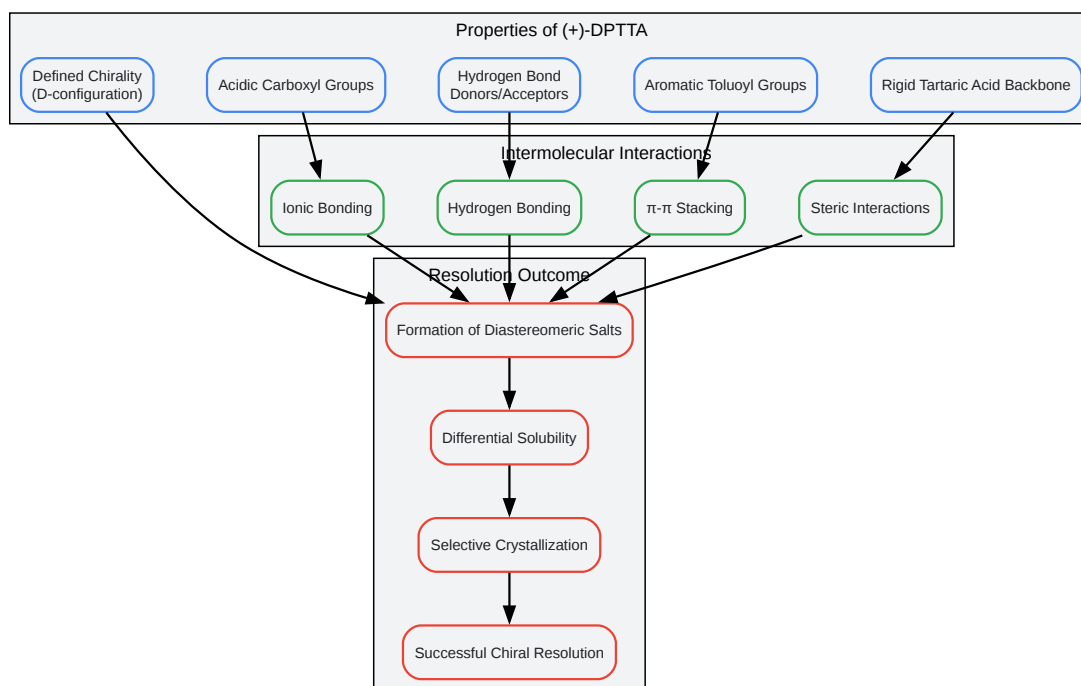 Properties of (+)-DPTTA
Defined Chirality
(D-configuration)
Acidic Carboxyl Groups
Hydrogen Bond
Donors/Acceptors
Aromatic Toluoyl Groups
Rigid Tartaric Acid Backbone
Intermolecular Interactions
Ionic Bonding
Hydrogen Bonding
π-π Stacking
Steric Interactions
Resolution Outcome
Formation of Diastereomeric Salts
Differential Solubility
Selective Crystallization
Successful Chiral Resolution